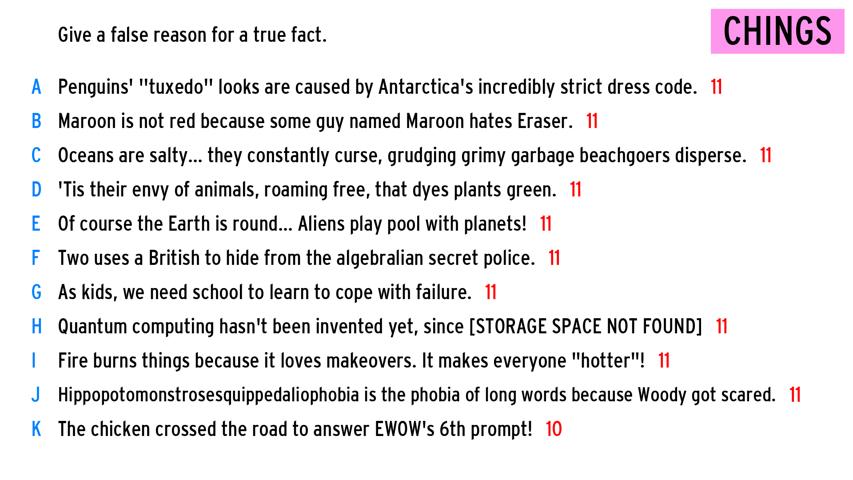 Give a false reason for a true fact.
CHINGS
A Penguins' "tuxedo" looks are caused by Antarctica's incredibly strict dress code. 11
B Maroon is not red because some guy named Maroon hates Eraser. 11
C Oceans are salty... they constantly curse, grudging grimy garbage beachgoers disperse. 11
D 'Tis their envy of animals, roaming free, that dyes plants green. 11
E Of course the Earth is round... Aliens play pool with planets! 11
F Two uses a British to hide from the algebralian secret police. 11
G As kids, we need school to learn to cope with failure. 11
H Quantum computing hasn't been invented yet, since [STORAGE SPACE NOT FOUND] 11
I Fire burns things because it loves makeovers. It makes everyone "hotter"! 11
J Hippopotomonstrosesquippedaliophobia is the phobia of long words because Woody got scared. 11
K The chicken crossed the road to answer EWOW's 6th prompt! 10